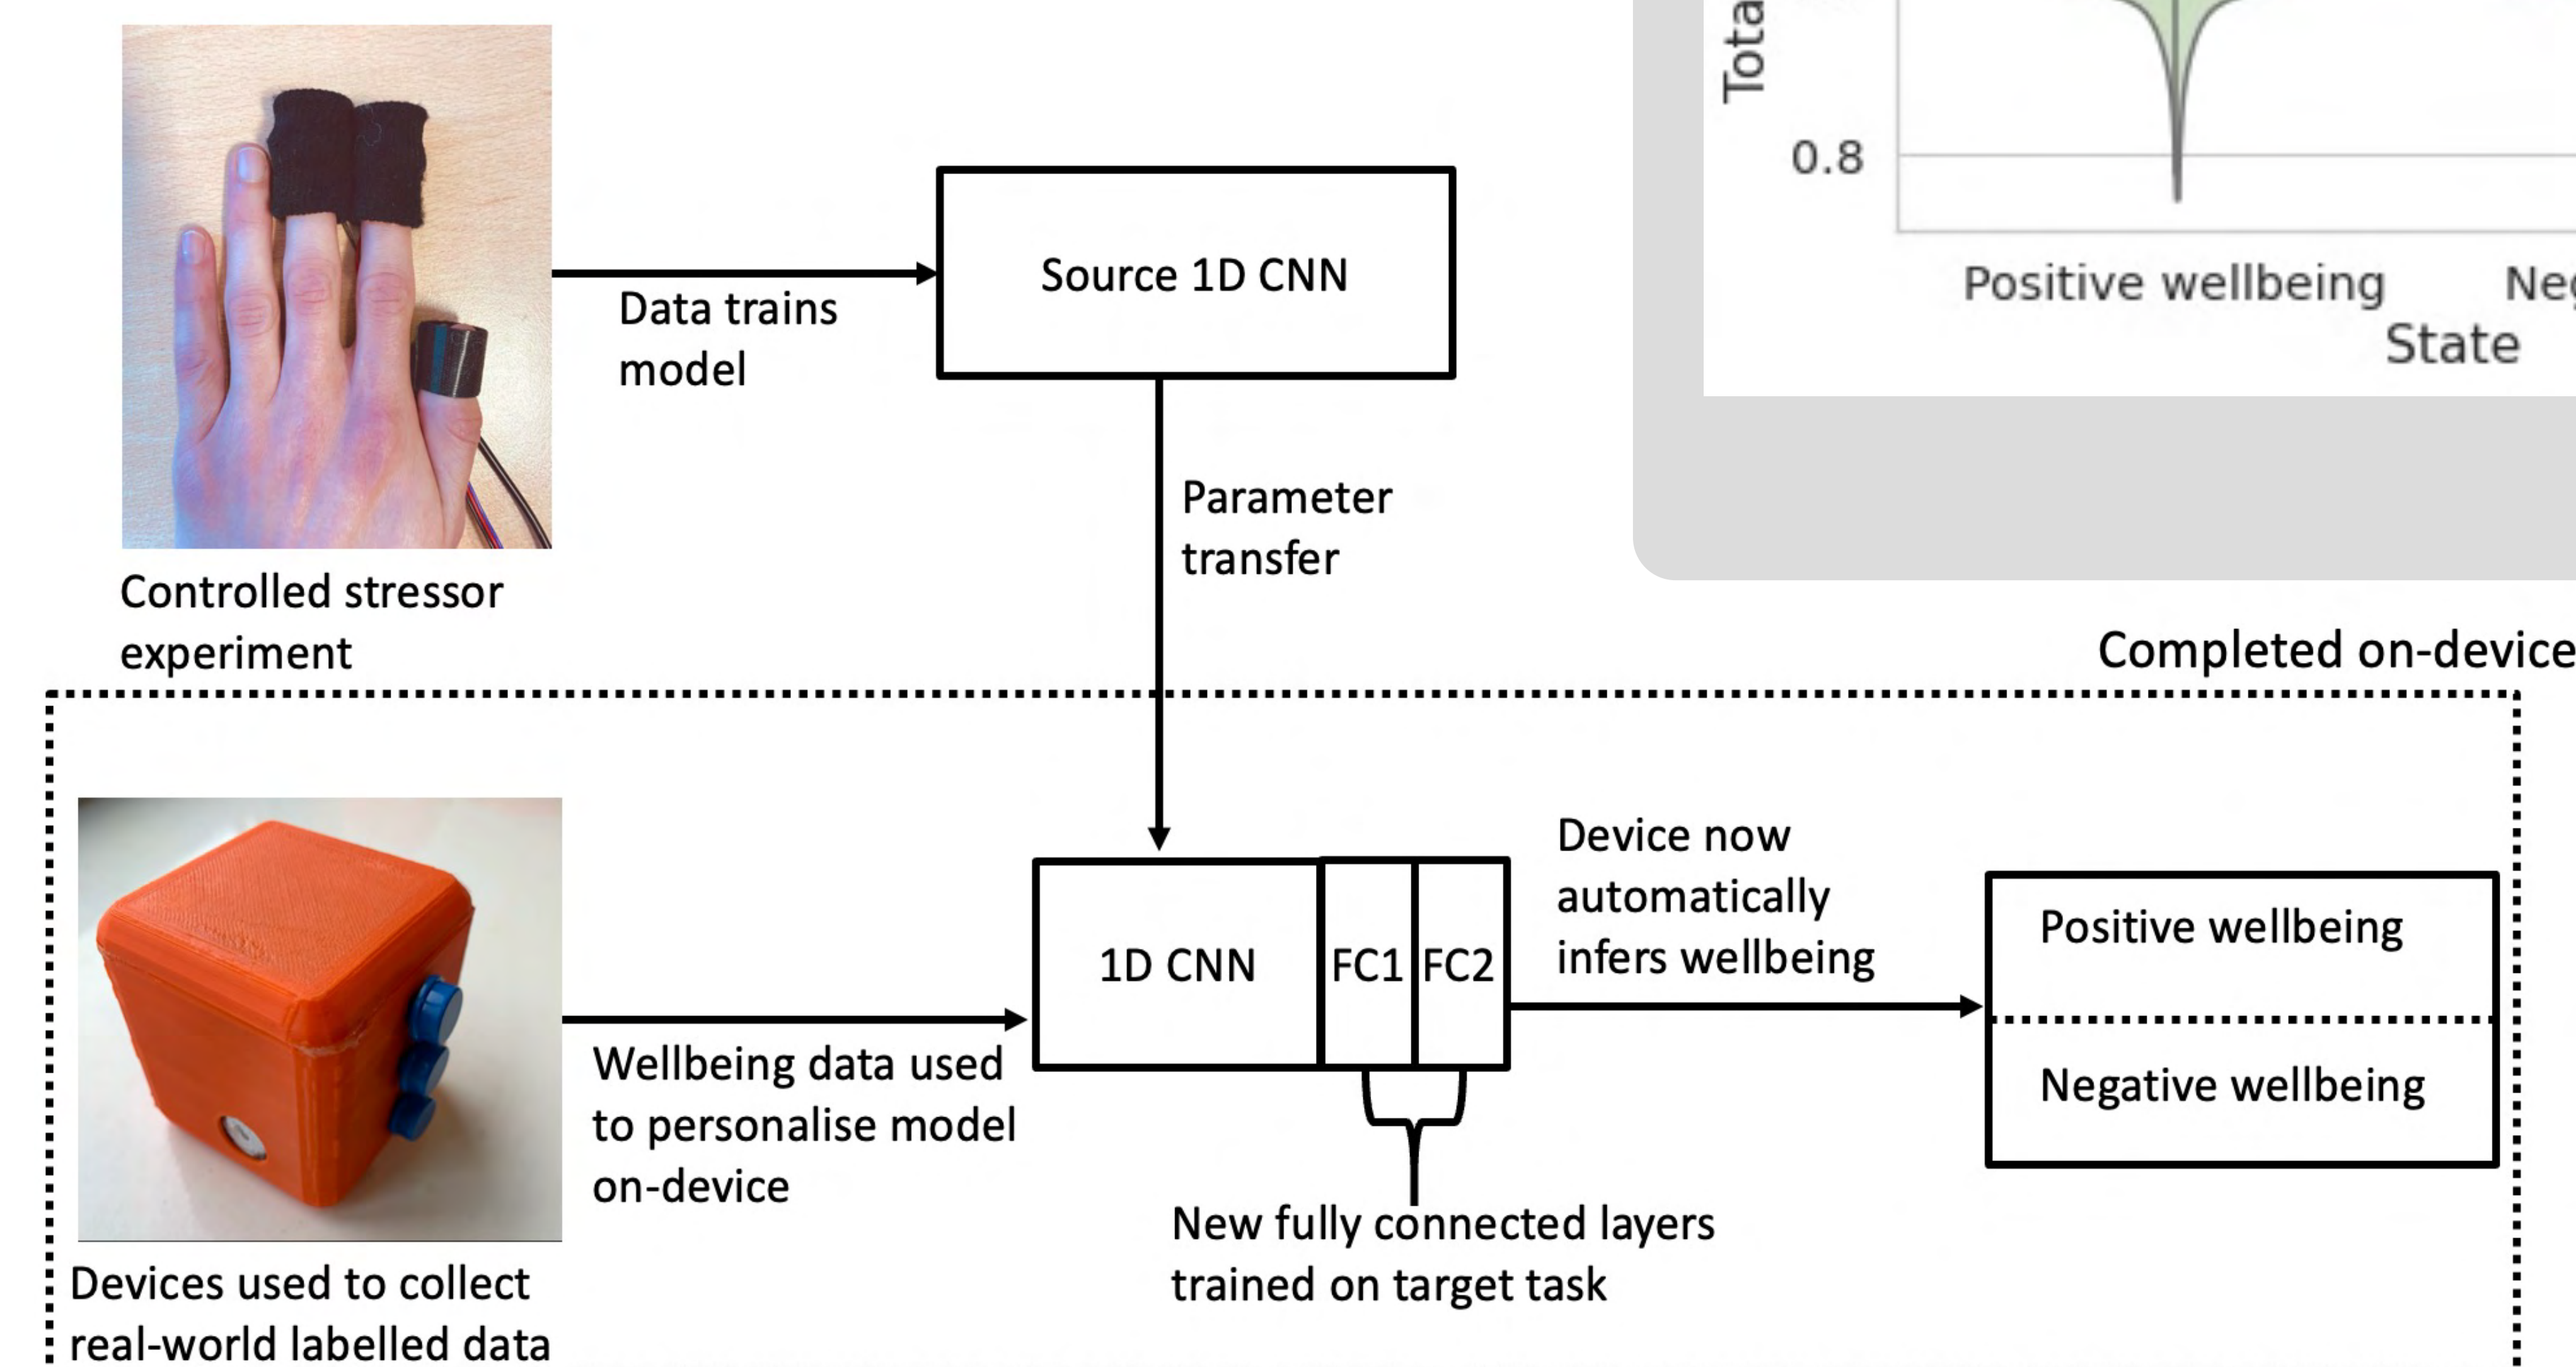 Tota
0.8
Positive wellbeing
State
Source 1D CNN
Data trains
model
Parameter
transfer
Controlled stressor
experiment
Completed on-device
Device now
automatically
infers wellbeing
1D CNN
FC1
FC2
Positive wellbeing
Negative wellbeing
Wellbeing data used
to personalise model
on-device
New fully connected layers
trained on target task
Devices used to collect
real-world labelled data